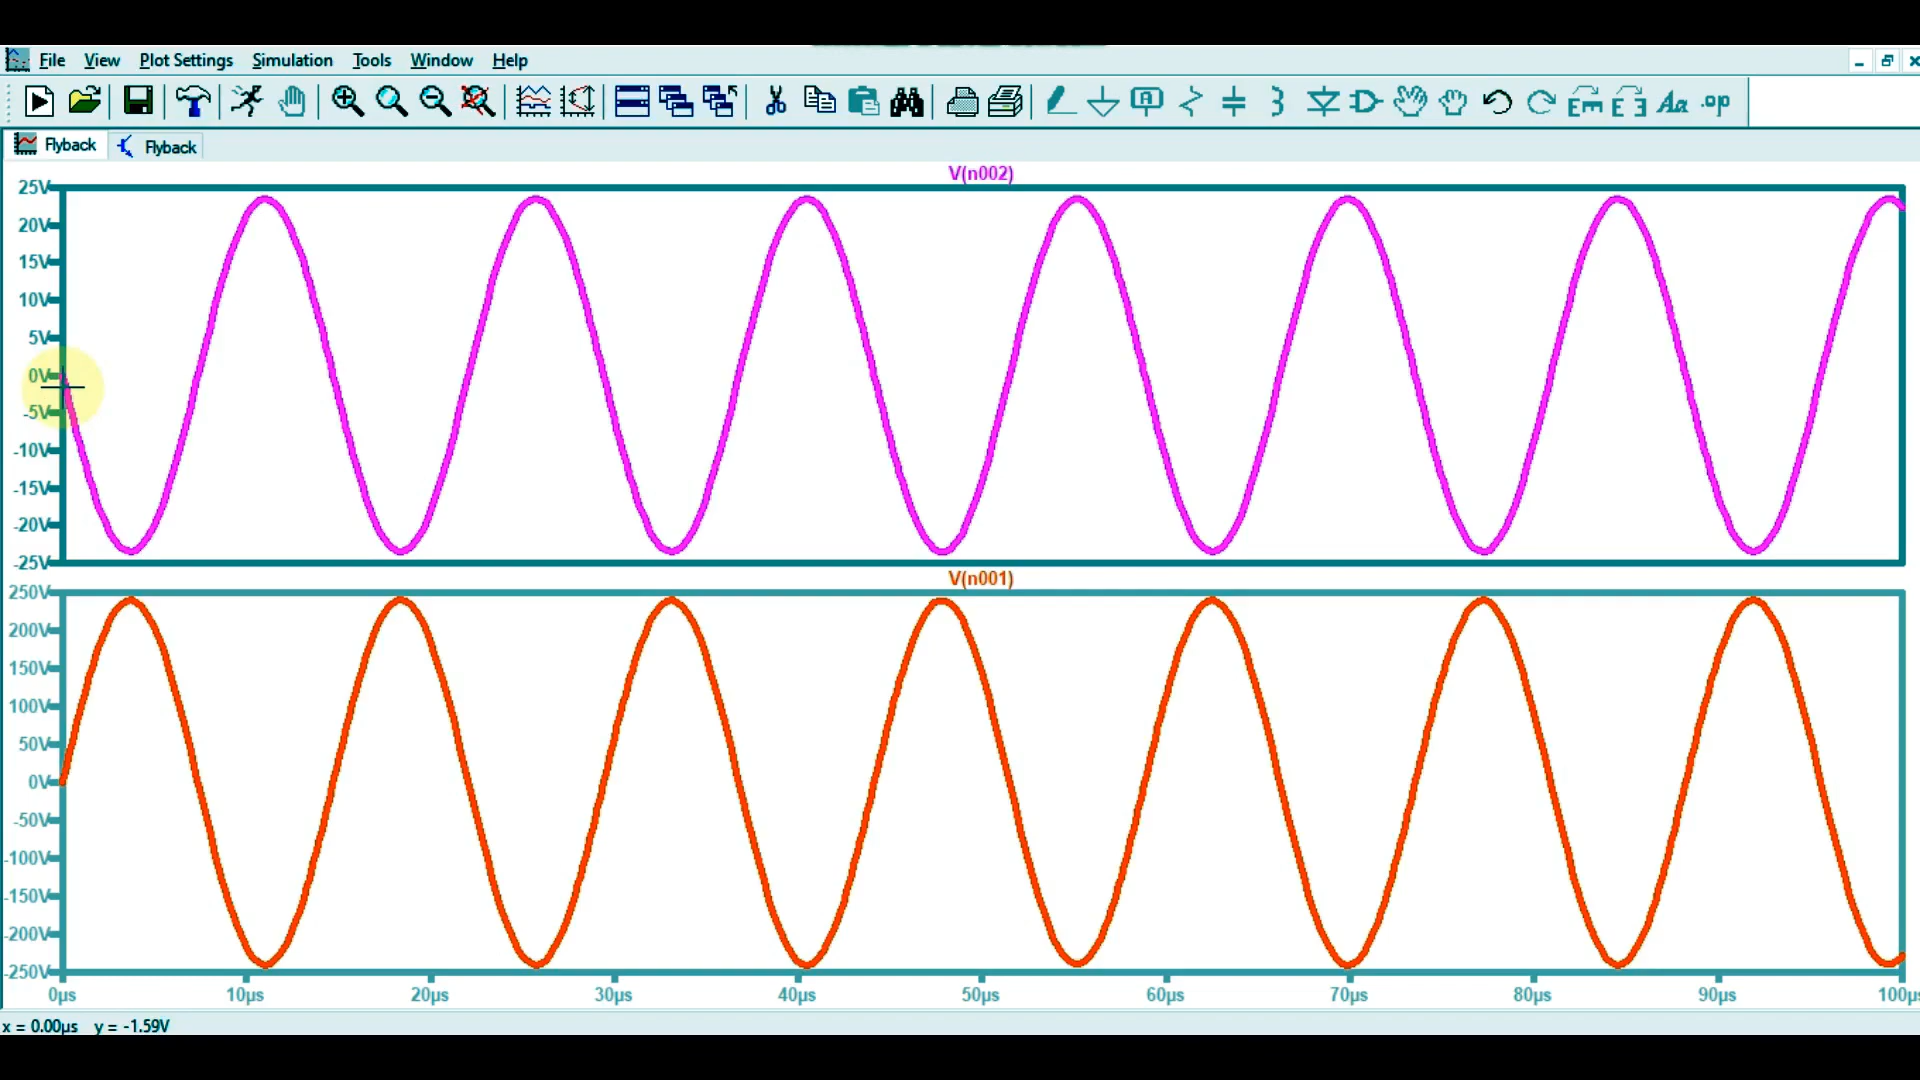 File View Plot Settings Simulation Tools Window Help
A Aa .op
Flyback Flyback
V(n002)
25V
20V
15V
10V
5V
0V
-5V
-10V
-15V
-20V
-25V
V(n001)
250V
200V
150V
100V
50V
0V
-50V
-100V
-150V
-200V
-250V
0µs 10µs 20µs 30µs 40µs 50µs 60µs 70µs 80µs 90µs 100µs
x = 0.00µs y = -1.59V